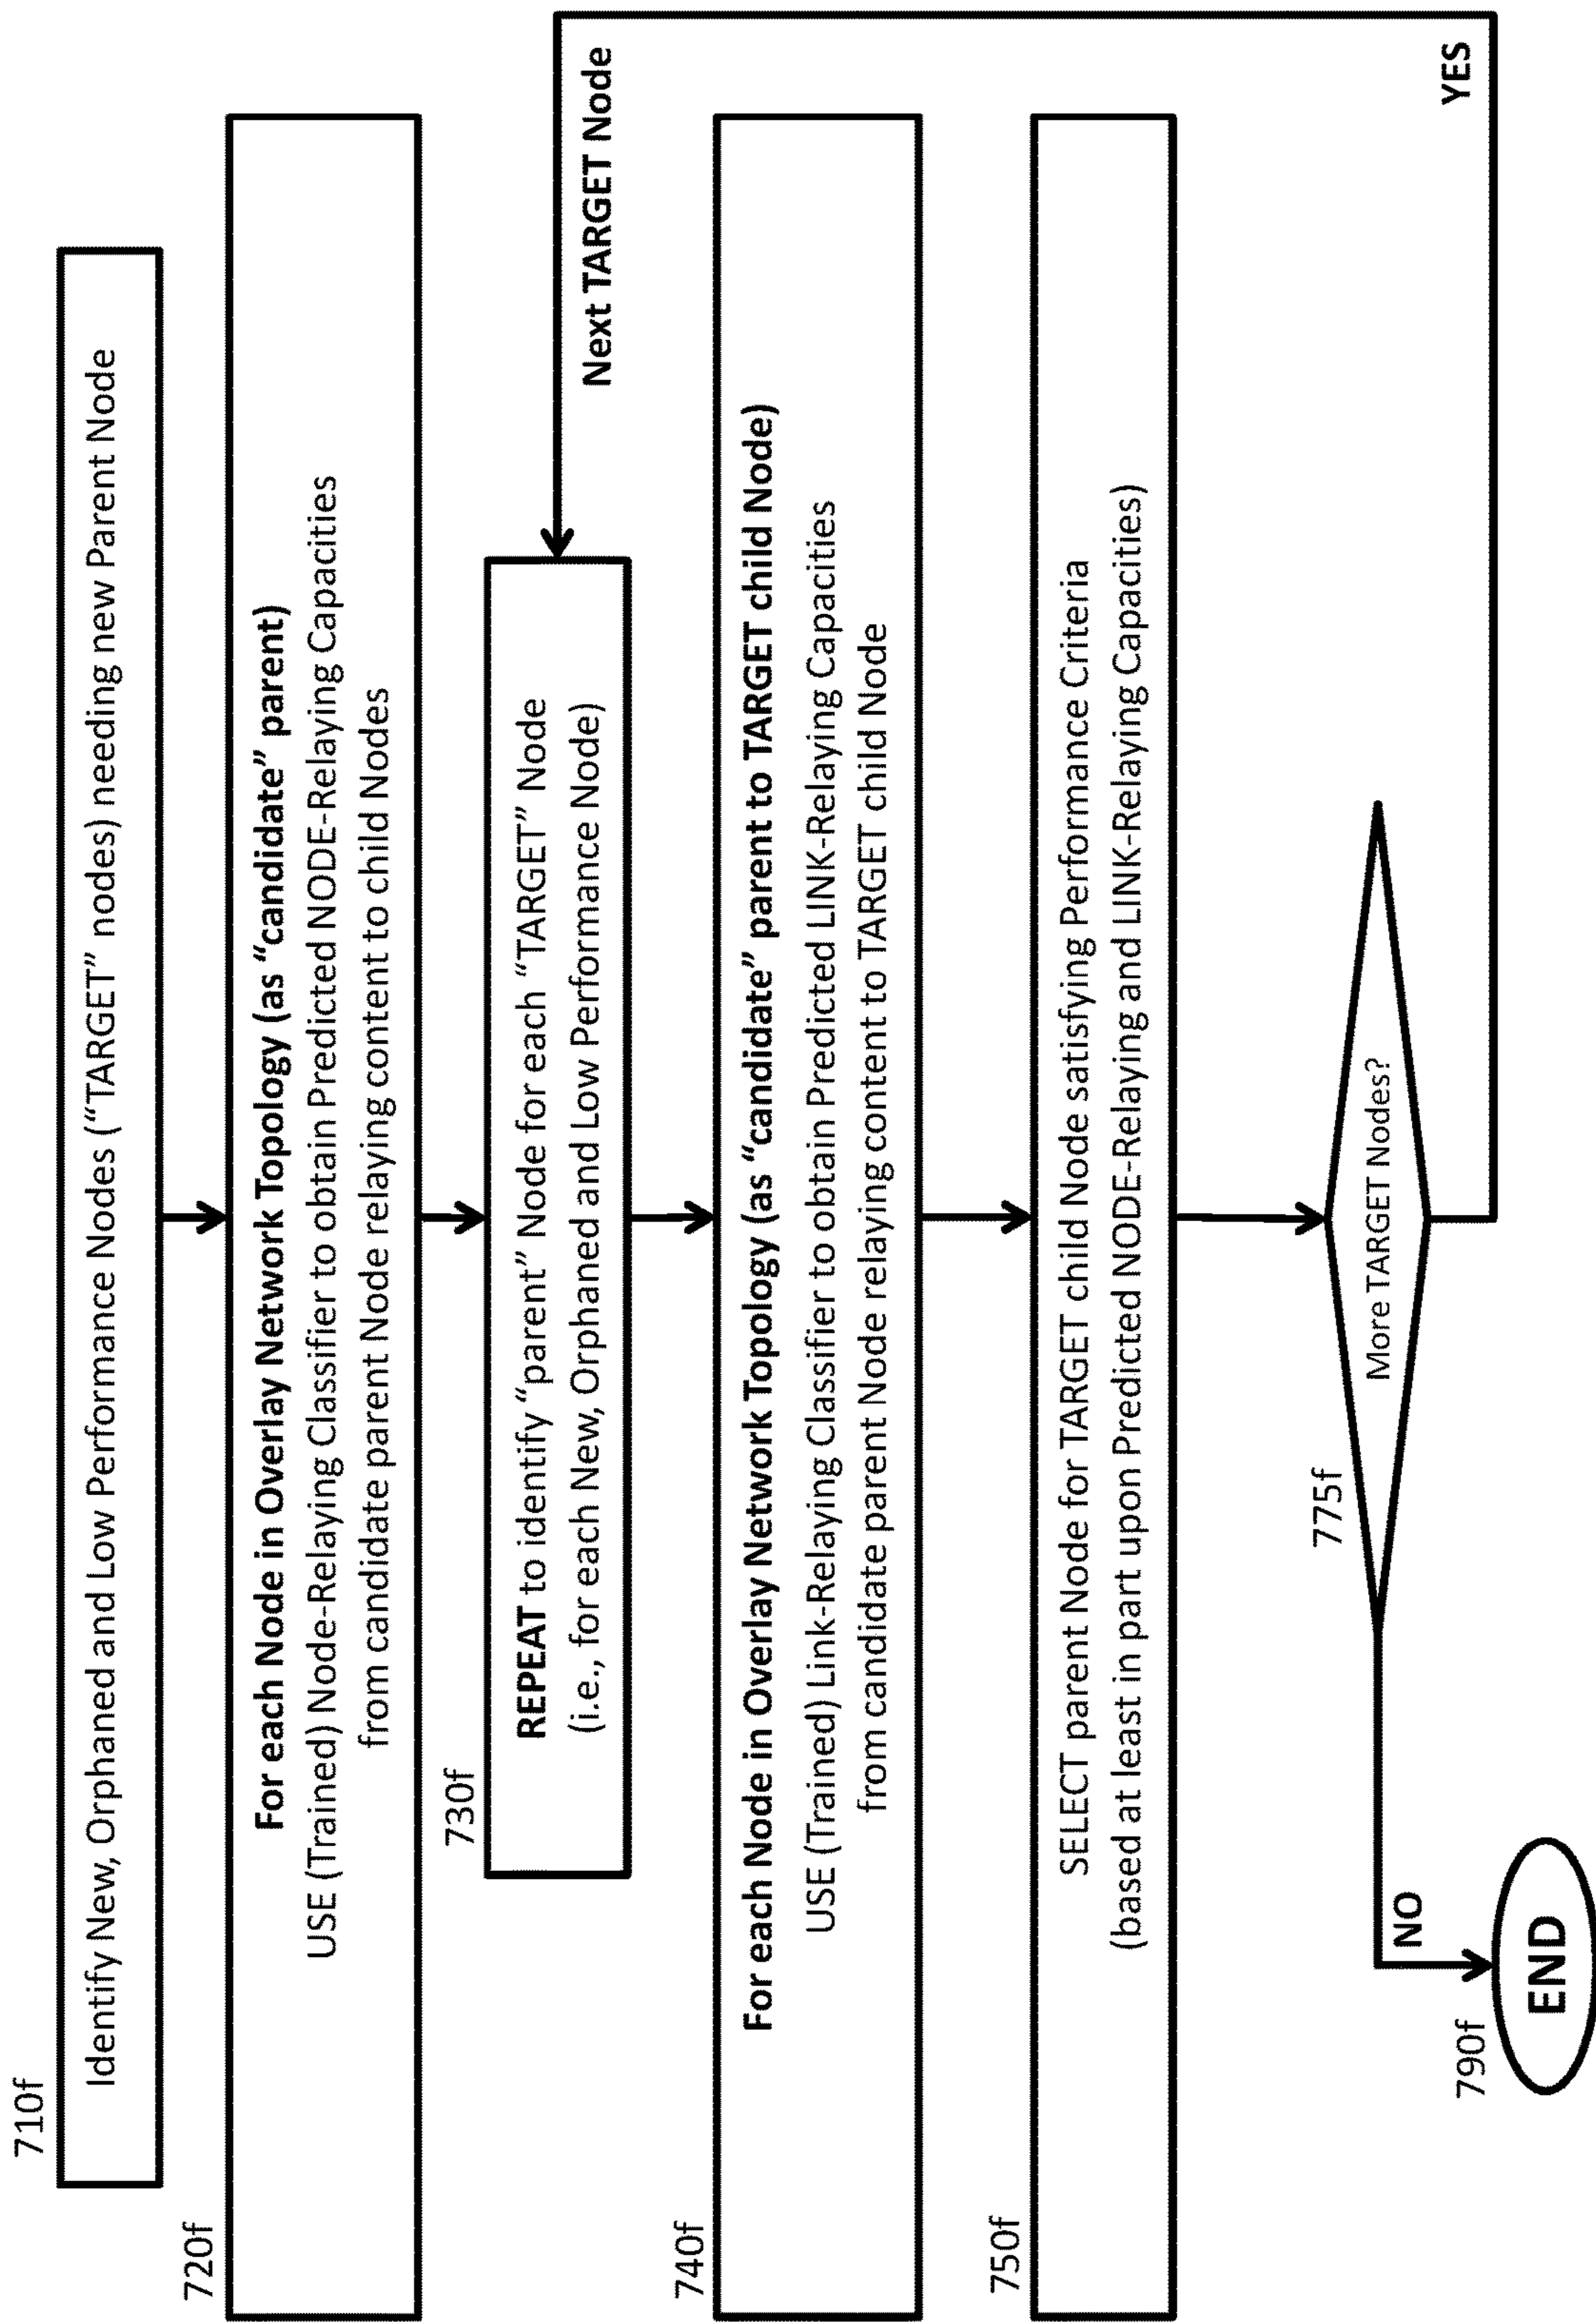 710f
Identify New, Orphaned and Low Performance Nodes (“TARGET” nodes) needing new Parent Node
720f
For each Node in Overlay Network Topology (as “candidate” parent)
USE (Trained) Node-Relaying Classifier to obtain Predicted NODE-Relaying Capacities
from candidate parent Node relaying content to child Nodes
730f
REPEAT to identify “parent” Node for each “TARGET” Node
(i.e., for each New, Orphaned and Low Performance Node)
Next TARGET Node
740f
For each Node in Overlay Network Topology (as “candidate” parent to TARGET child Node)
USE (Trained) Link-Relaying Classifier to obtain Predicted LINK-Relaying Capacities
from candidate parent Node relaying content to TARGET child Node
750f
SELECT parent Node for TARGET child Node satisfying Performance Criteria
(based at least in part upon Predicted NODE-Relaying and LINK-Relaying Capacities)
775f
More TARGET Nodes?
NO
YES
790f
END